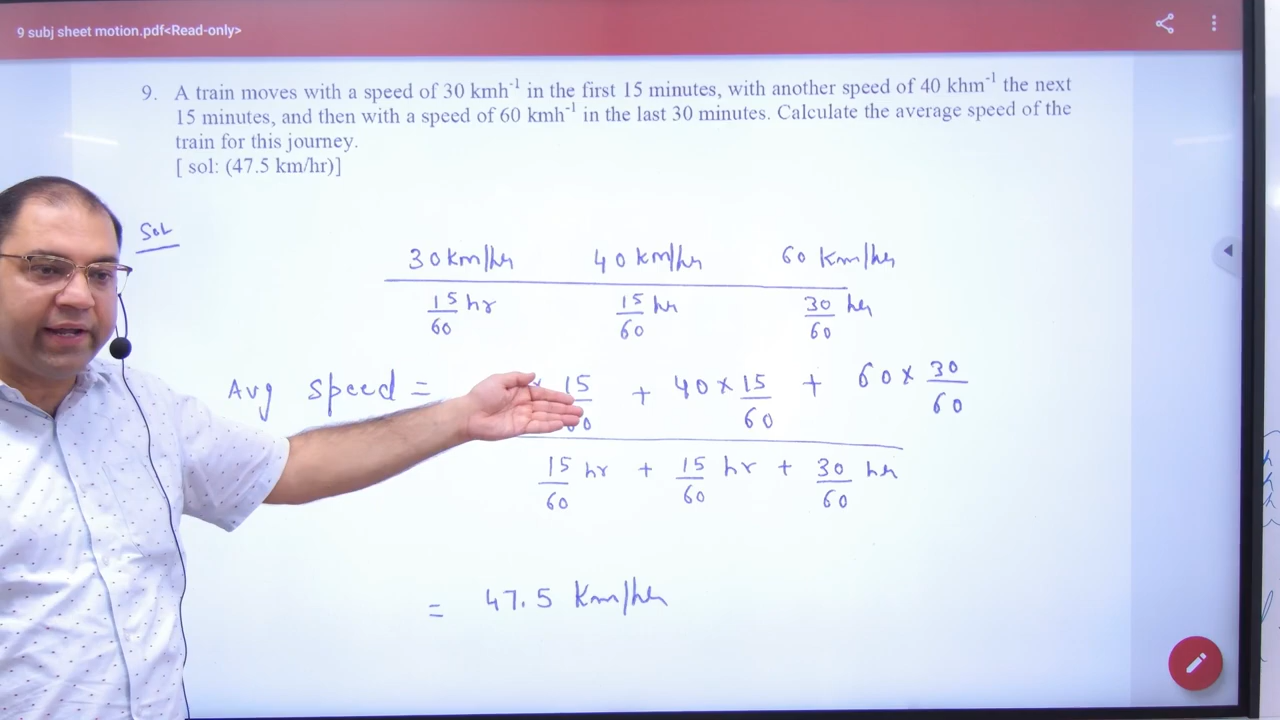 9 subj sheet motion.pdf<Read-only>
9. A train moves with a speed of 30 kmh⁻¹ in the first 15 minutes, with another speed of 40 khm⁻¹ the next
15 minutes, and then with a speed of 60 kmh⁻¹ in the last 30 minutes. Calculate the average speed of the
train for this journey.
[ sol: (47.5 km/hr)]
Sol
30km/hr 40km/hr 60 Km/hr
15/60 hr 15/60 hr 30/60 hr
Avg speed = × 15/60 + 40×15/60 + 60×30/60
15/60 hr + 15/60 hr + 30/60 hr
= 47.5 Km/hr